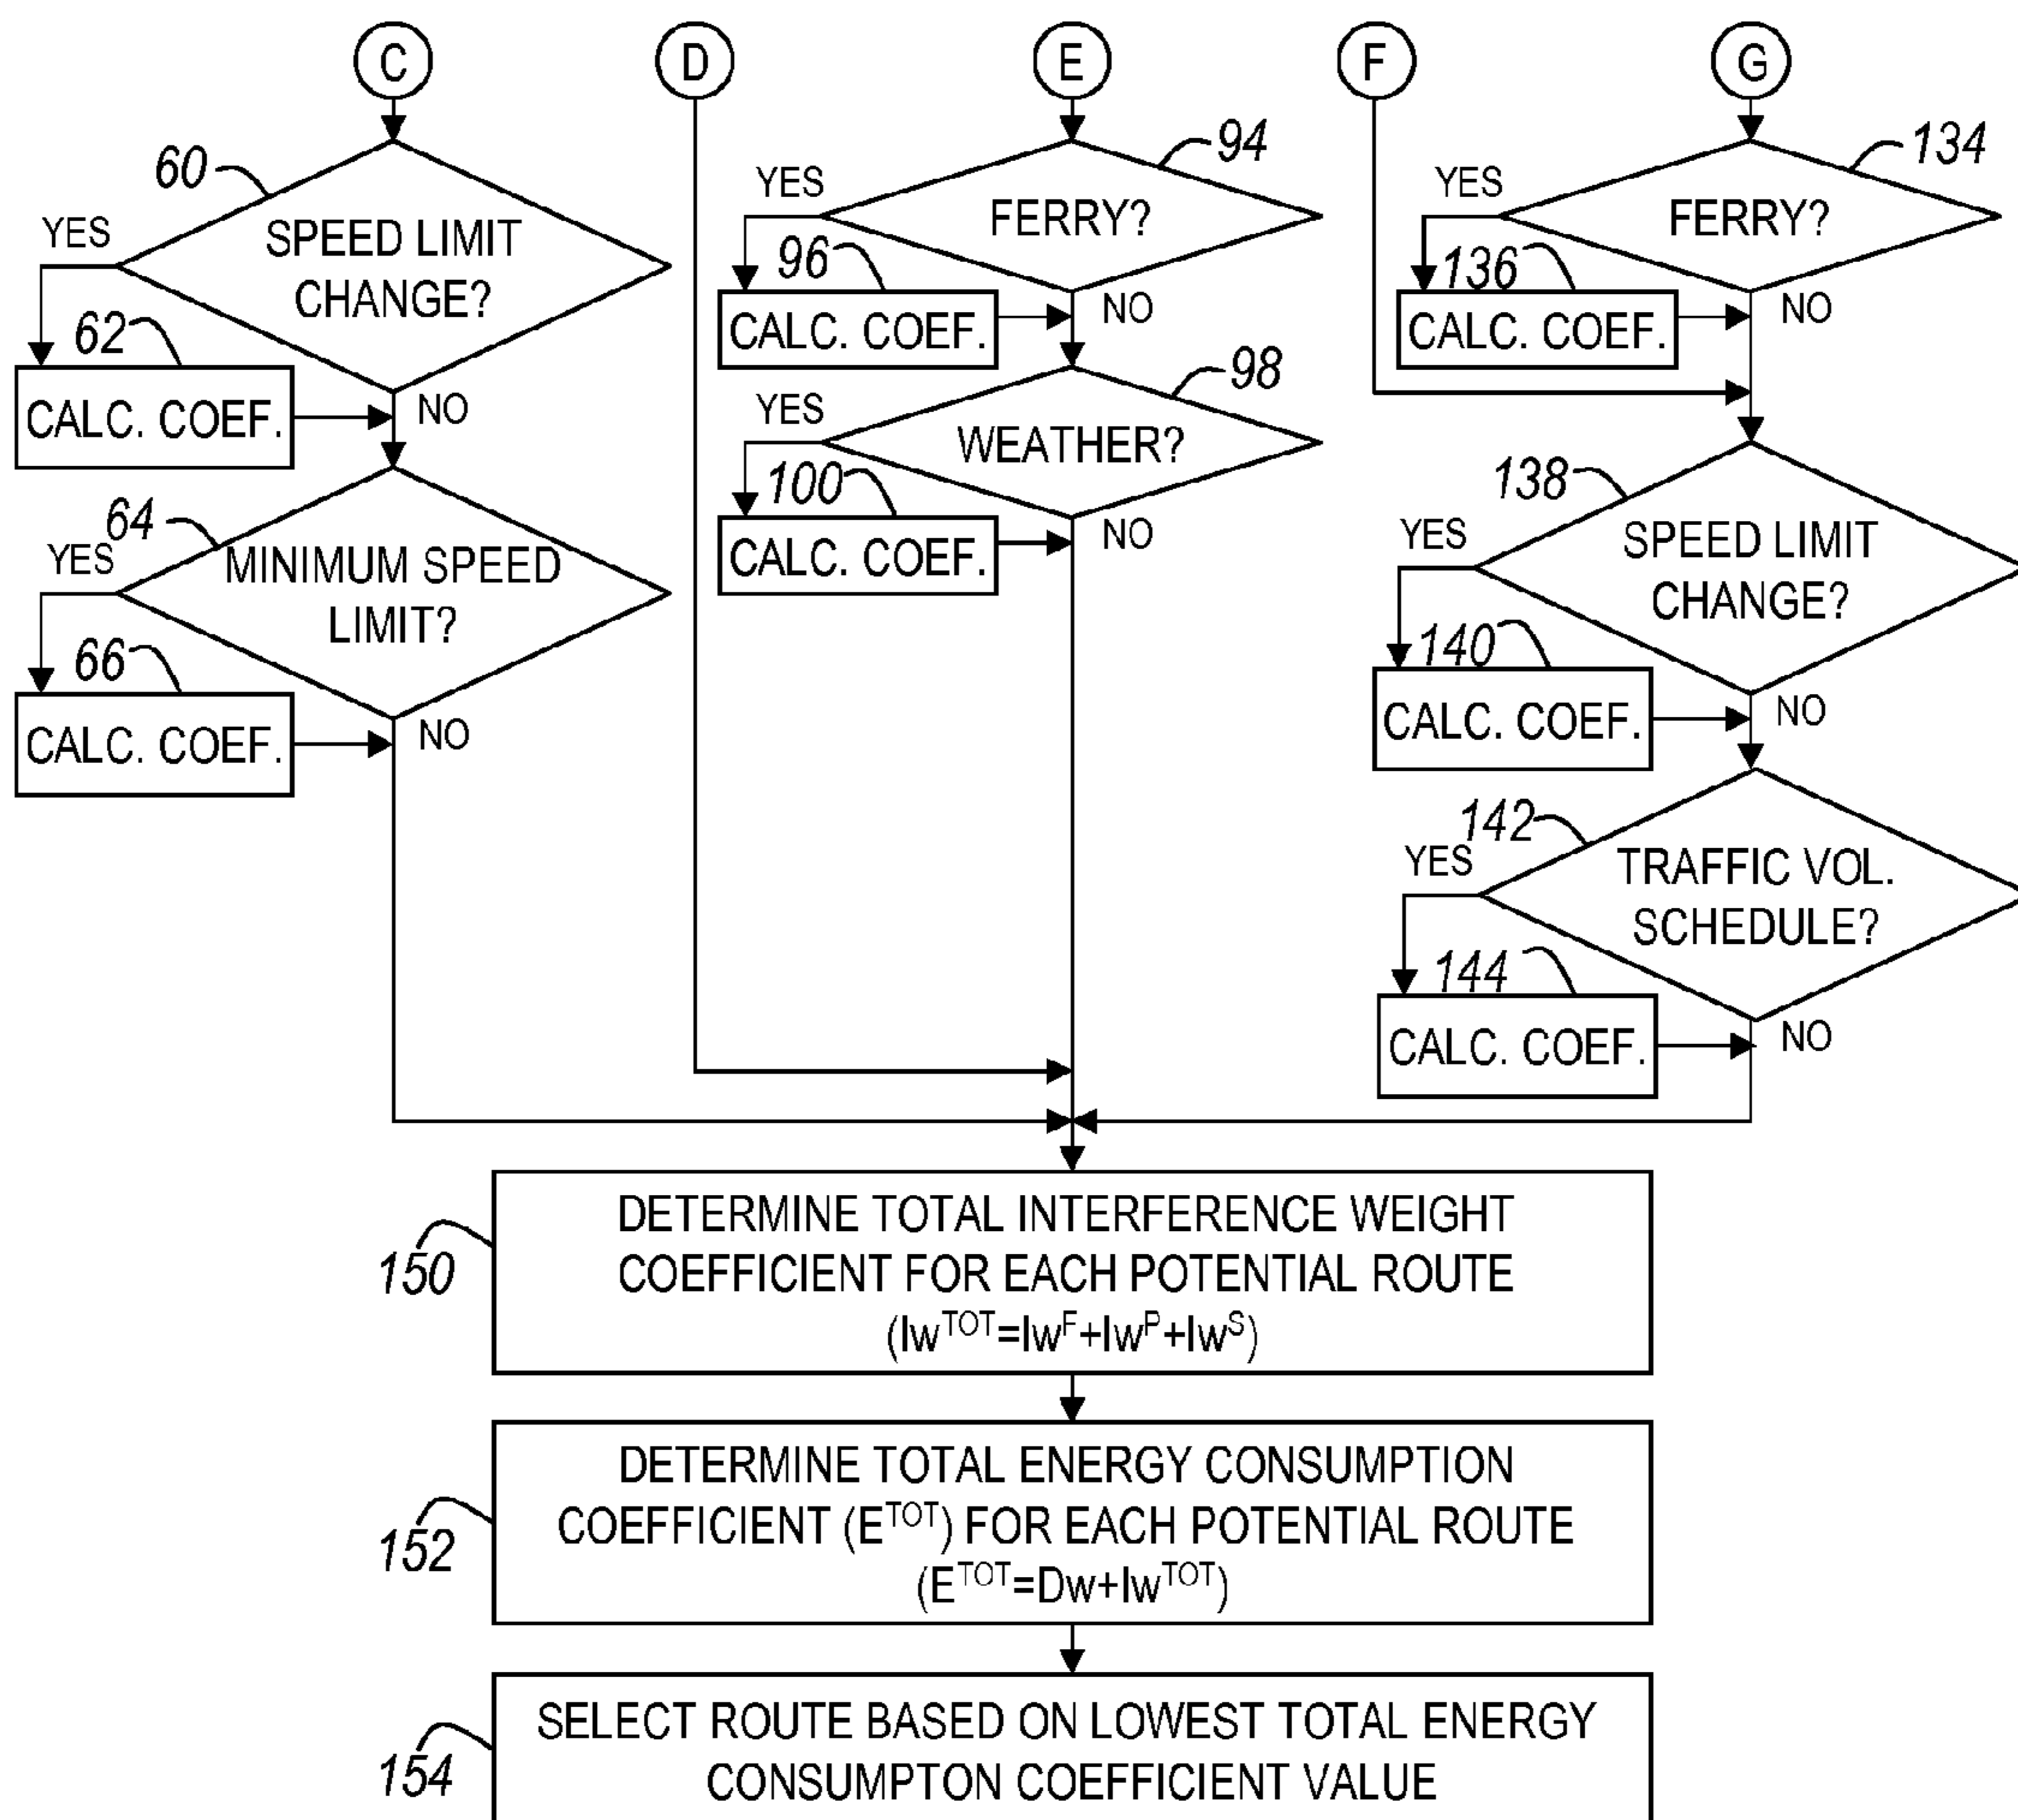 C
D
E
F
G
60
YES
SPEED LIMIT
CHANGE?
62
CALC. COEF.
NO
64
YES
MINIMUM SPEED
LIMIT?
66
CALC. COEF.
NO
94
YES
FERRY?
96
CALC. COEF.
NO
98
YES
WEATHER?
100
CALC. COEF.
NO
134
YES
FERRY?
136
CALC. COEF.
NO
138
YES
SPEED LIMIT
CHANGE?
140
CALC. COEF.
NO
142
YES
TRAFFIC VOL.
SCHEDULE?
144
CALC. COEF.
NO
150
DETERMINE TOTAL INTERFERENCE WEIGHT
COEFFICIENT FOR EACH POTENTIAL ROUTE
(Iw^TOT=Iw^F+Iw^P+Iw^S)
152
DETERMINE TOTAL ENERGY CONSUMPTION
COEFFICIENT (E^TOT) FOR EACH POTENTIAL ROUTE
(E^TOT=Dw+Iw^TOT)
154
SELECT ROUTE BASED ON LOWEST TOTAL ENERGY
CONSUMPTON COEFFICIENT VALUE